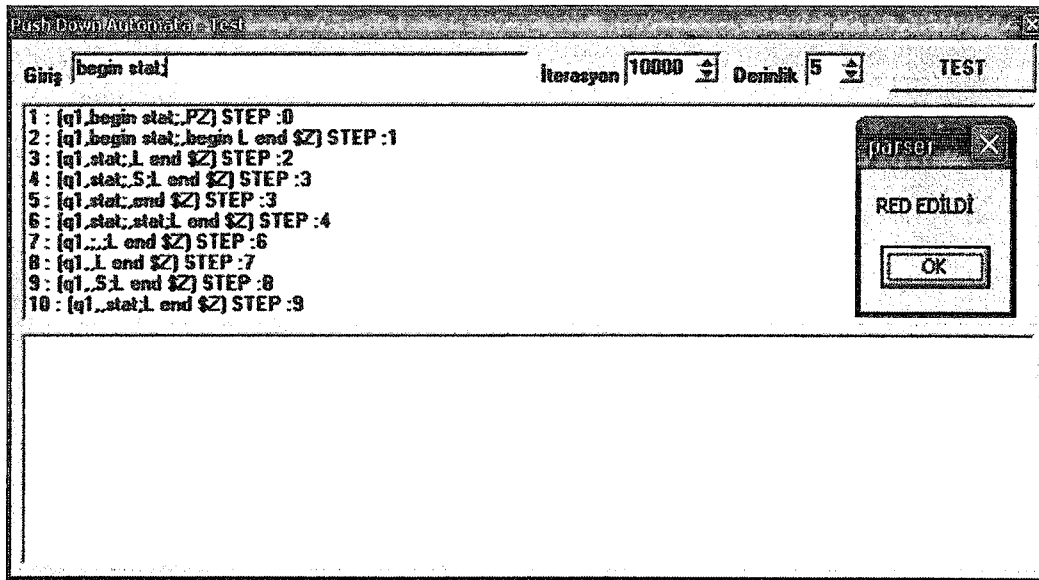 Push Down Automata - Test
Giriş begin stat; İterasyon 10000 Derinlik 5 TEST
1 : (q1,begin stat;,PZ) STEP :0
2 : (q1,begin stat;,begin L end $Z) STEP :1
3 : (q1,stat;,L end $Z) STEP :2
4 : (q1,stat;,S;L end $Z) STEP :3
5 : (q1,stat;,end $Z) STEP :3
6 : (q1,stat;,stat;L end $Z) STEP :4
7 : (q1,;,;L end $Z) STEP :6
8 : (q1,,L end $Z) STEP :7
9 : (q1,,S;L end $Z) STEP :8
10 : (q1,,stat;L end $Z) STEP :9
parser
RED EDİLDİ
OK